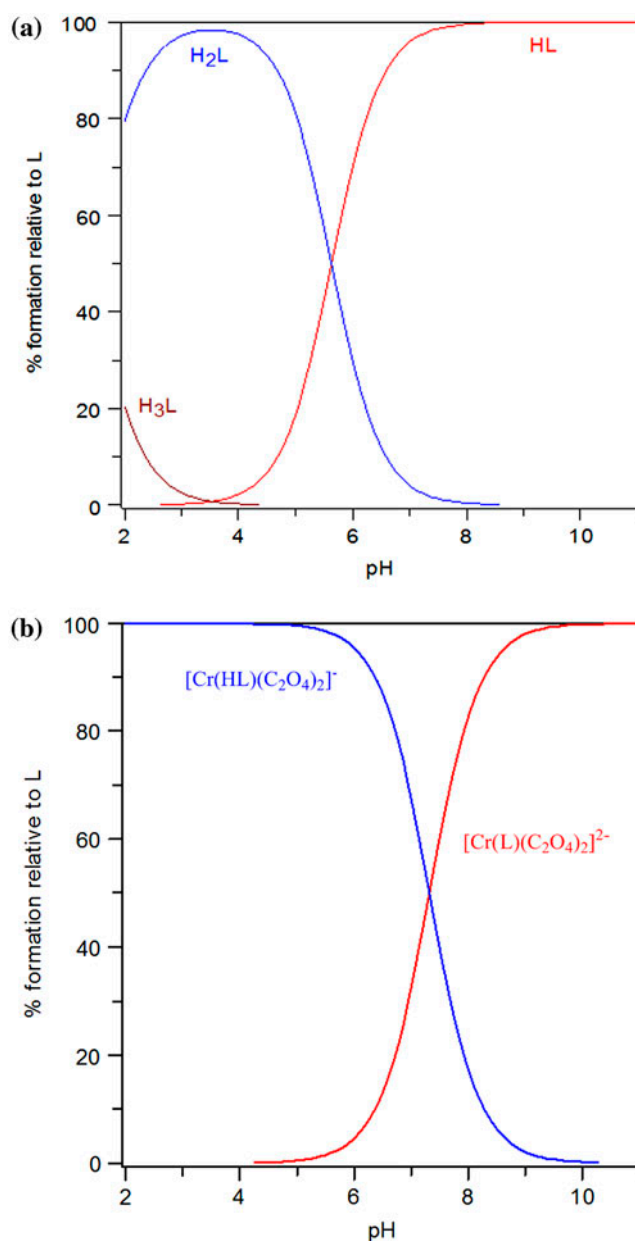 (a)
100
80
60
40
20
0
% formation relative to L
H₂L
HL
H₃L
2 4 6 8 10
pH
(b)
100
80
60
40
20
0
% formation relative to L
[Cr(HL)(C₂O₄)₂]⁻
[Cr(L)(C₂O₄)₂]²⁻
2 4 6 8 10
pH